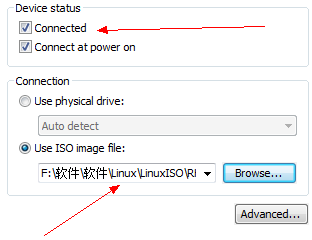 Device status
Connected
Connect at power on
Connection
Use physical drive:
Auto detect
Use ISO image file:
F:\软件\软件\Linux\LinuxISO\RI
Browse...
Advanced...